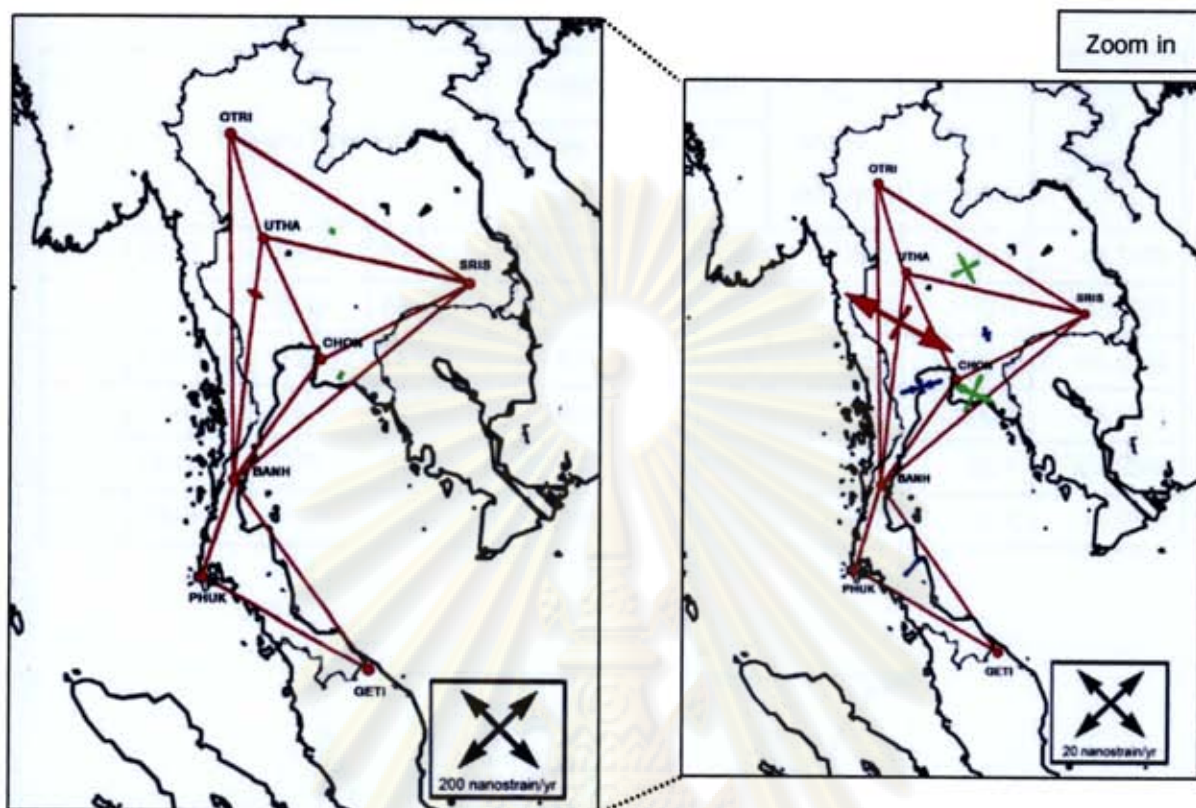 Zoom in
OTRI
UTHA
SRIS
CHON
BANH
PHUK
GETI
200 nanostrain/yr
OTRI
UTHA
SRIS
CHON
BANH
PHUK
GETI
20 nanostrain/yr